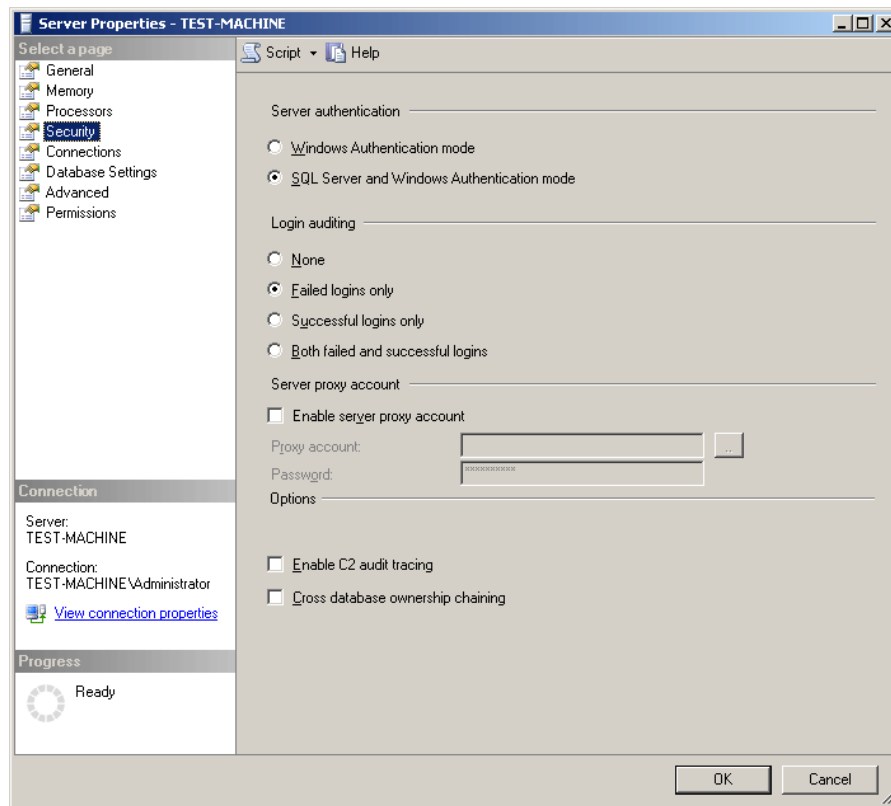 Server Properties - TEST-MACHINE
Select a page
General
Memory
Processors
Security
Connections
Database Settings
Advanced
Permissions
Connection
Server:
TEST-MACHINE
Connection:
TEST-MACHINE\Administrator
View connection properties
Progress
Ready
Script Help
Server authentication
Windows Authentication mode
SQL Server and Windows Authentication mode
Login auditing
None
Failed logins only
Successful logins only
Both failed and successful logins
Server proxy account
Enable server proxy account
Proxy account:
..
Password: **********
Options
Enable C2 audit tracing
Cross database ownership chaining
OK Cancel